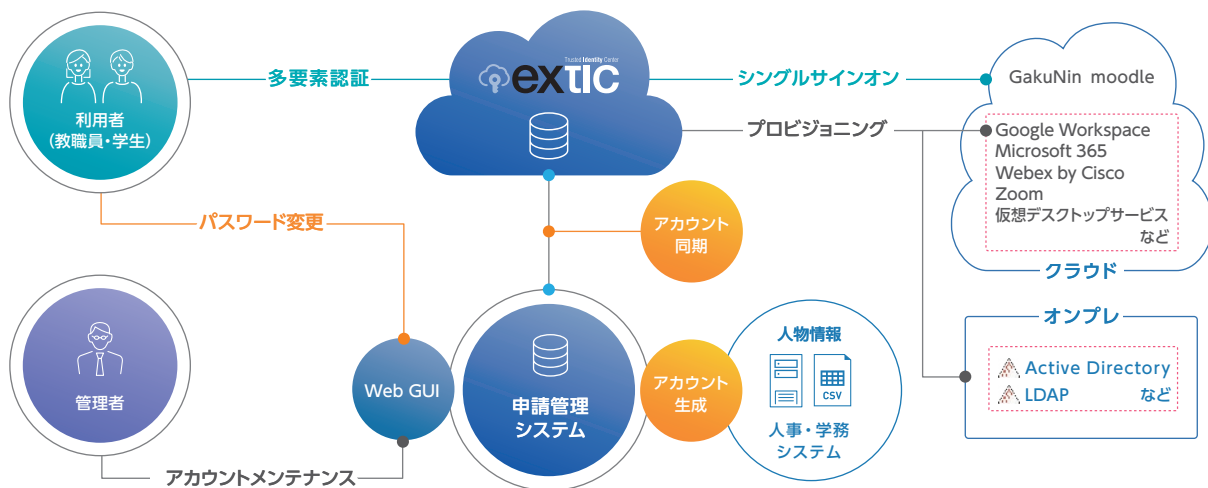 利用者
（教職員・学生）
多要素認証
Trusted Identity Center
extic
シングルサインオン
GakuNin moodle
プロビジョニング
Google Workspace
Microsoft 365
Webex by Cisco
Zoom
仮想デスクトップサービス
など
クラウド
パスワード変更
アカウント
同期
管理者
Web GUI
申請管理
システム
アカウント
生成
人物情報
CSV
人事・学務
システム
オンプレ
Active Directory
LDAP など
アカウントメンテナンス